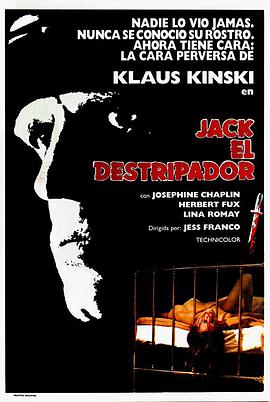 NADIE LO VIO JAMAS.
NUNCA SE CONOCIO SU ROSTRO.
AHORA TIENE CARA:
LA CARA PERVERSA DE
KLAUS KINSKI
en
JACK
EL
DESTRIPADOR
con JOSEPHINE CHAPLIN
HERBERT FUX
LINA ROMAY
Dirigida por: JESS FRANCO
TECHNICOLOR